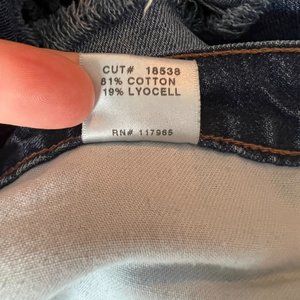 CUT# 18538
81% COTTON
19% LYOCELL
RN# 117965